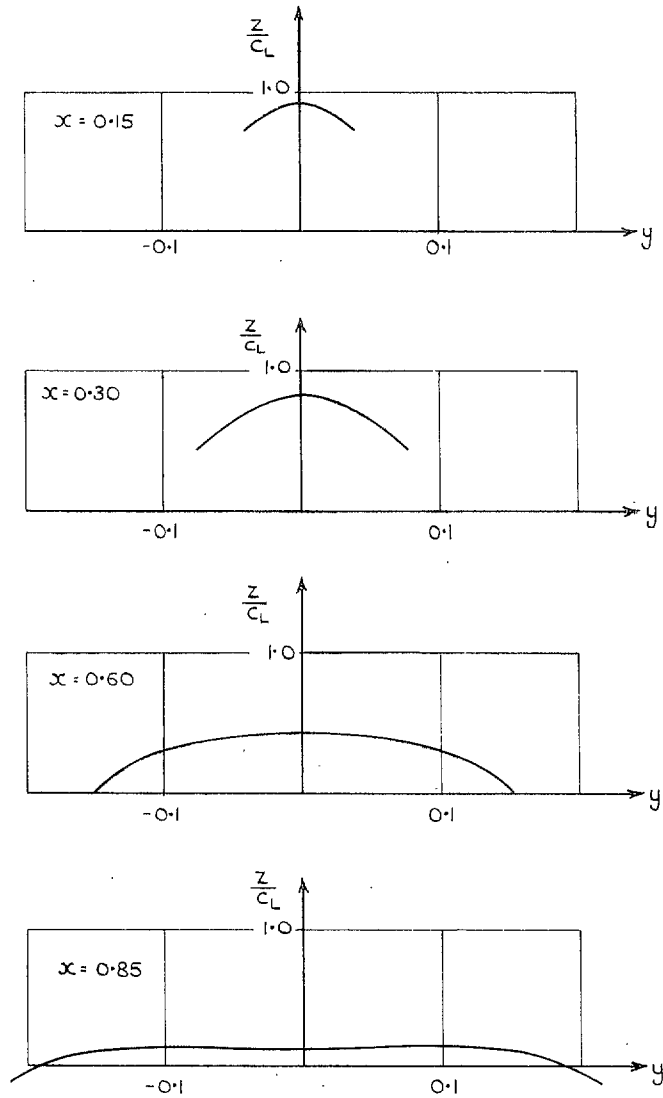 z/C_L
1.0
x = 0.15
-0.1 0.1 y
z/C_L
1.0
x = 0.30
-0.1 0.1 y
z/C_L
1.0
x = 0.60
-0.1 0.1 y
z/C_L
1.0
x = 0.85
-0.1 0.1 y